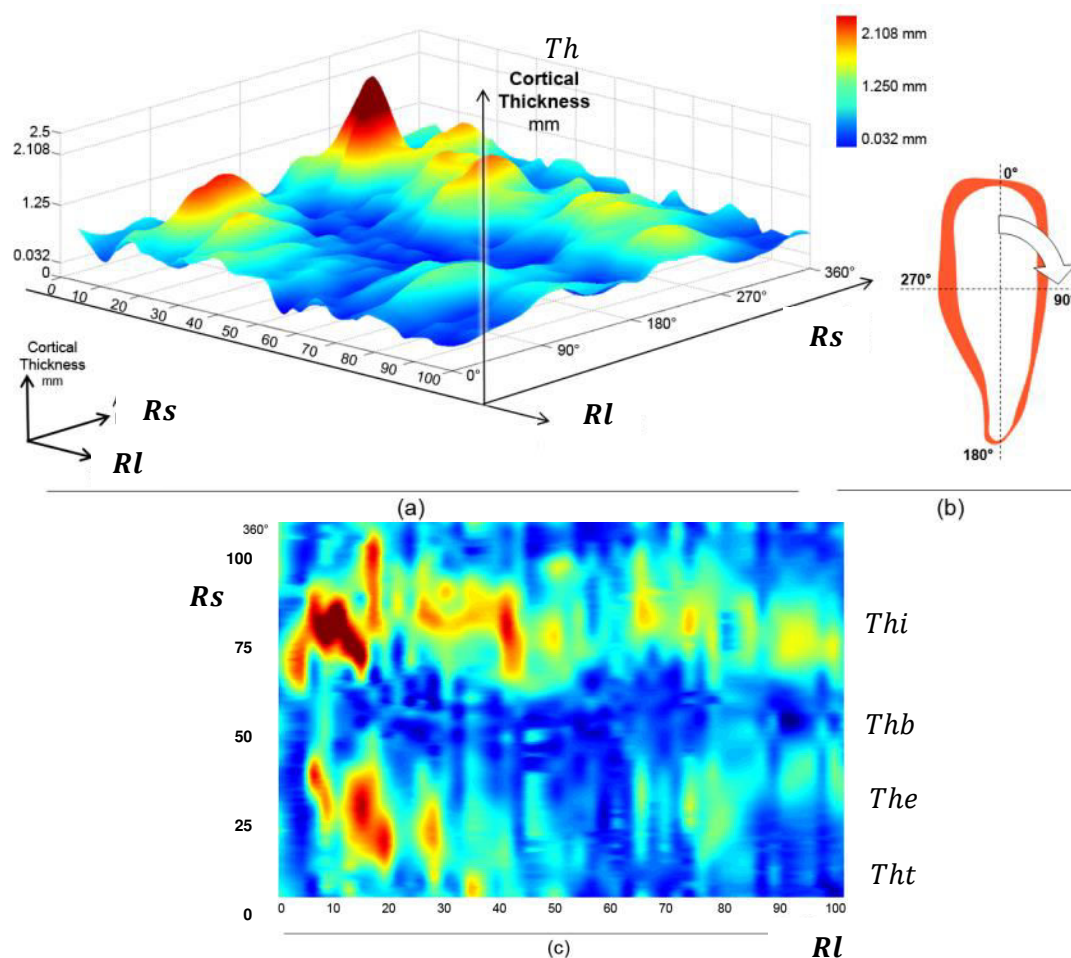 Th
Cortical
Thickness
mm
2.5
2.108
1.25
0.032
0
0 10 20 30 40 50 60 70 80 90 100
0° 90° 180° 270° 360°
Rs
Rl
Cortical
Thickness
mm
Rs
Rl
(a)
2.108 mm
1.250 mm
0.032 mm
0°
270°
90°
180°
(b)
360°
100
Rs
75
50
25
0
Thi
Thb
The
Tht
0 10 20 30 40 50 60 70 80 90 100
(c)
Rl